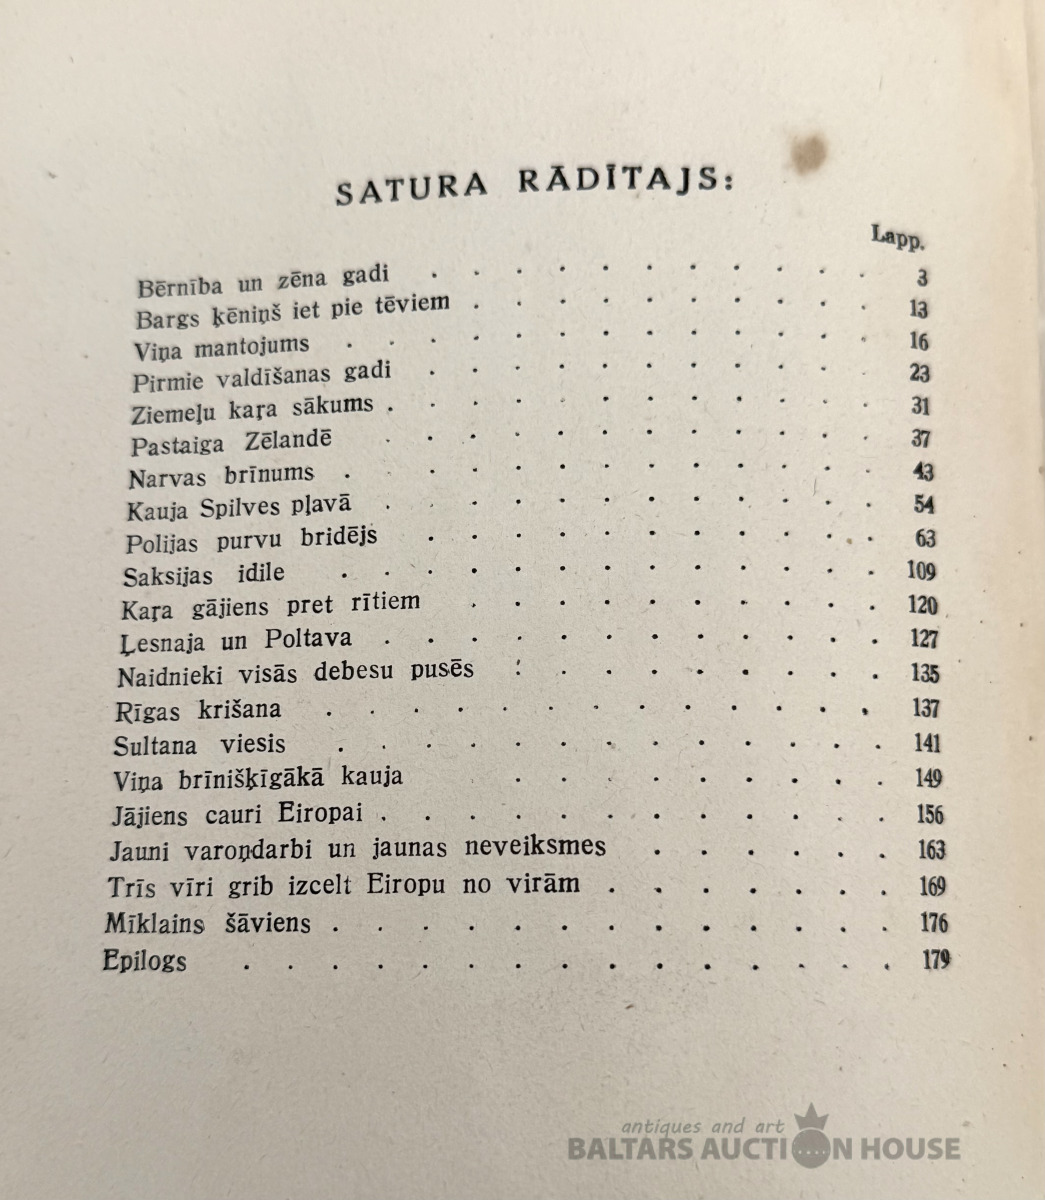 SATURA RĀDĪTAJS:
Lapp.
Bērnība un zēna gadi . . . . . . . . . . . 3
Bargs ķēniņš iet pie tēviem . . . . . . . . . . 13
Viņa mantojums . . . . . . . . . . . . . 16
Pirmie valdīšanas gadi . . . . . . . . . . . 23
Ziemeļu kaŗa sākums . . . . . . . . . . . . 31
Pastaiga Zēlandē . . . . . . . . . . . . 37
Narvas brīnums . . . . . . . . . . . . 43
Kauja Spilves pļavā . . . . . . . . . . . . 54
Polijas purvu bridējs . . . . . . . . . . . 63
Saksijas idile . . . . . . . . . . . . . 109
Kaŗa gājiens pret rītiem . . . . . . . . . . 120
Ļesnaja un Poltava . . . . . . . . . . . . 127
Naidnieki visās debesu pusēs . . . . . . . . . 135
Rīgas krišana . . . . . . . . . . . . . 137
Sultana viesis . . . . . . . . . . . . . 141
Viņa brīnišķīgākā kauja . . . . . . . . . 149
Jājiens cauri Eiropai . . . . . . . . . . . . 156
Jauni varoņdarbi un jaunas neveiksmes . . . . . . 163
Trīs vīri grib izcelt Eiropu no virām . . . . . . . 169
Mīklains šāviens . . . . . . . . . . . . . 176
Epilogs . . . . . . . . . . . . . . . 179
antiques and art
BALTARS AUCTION HOUSE